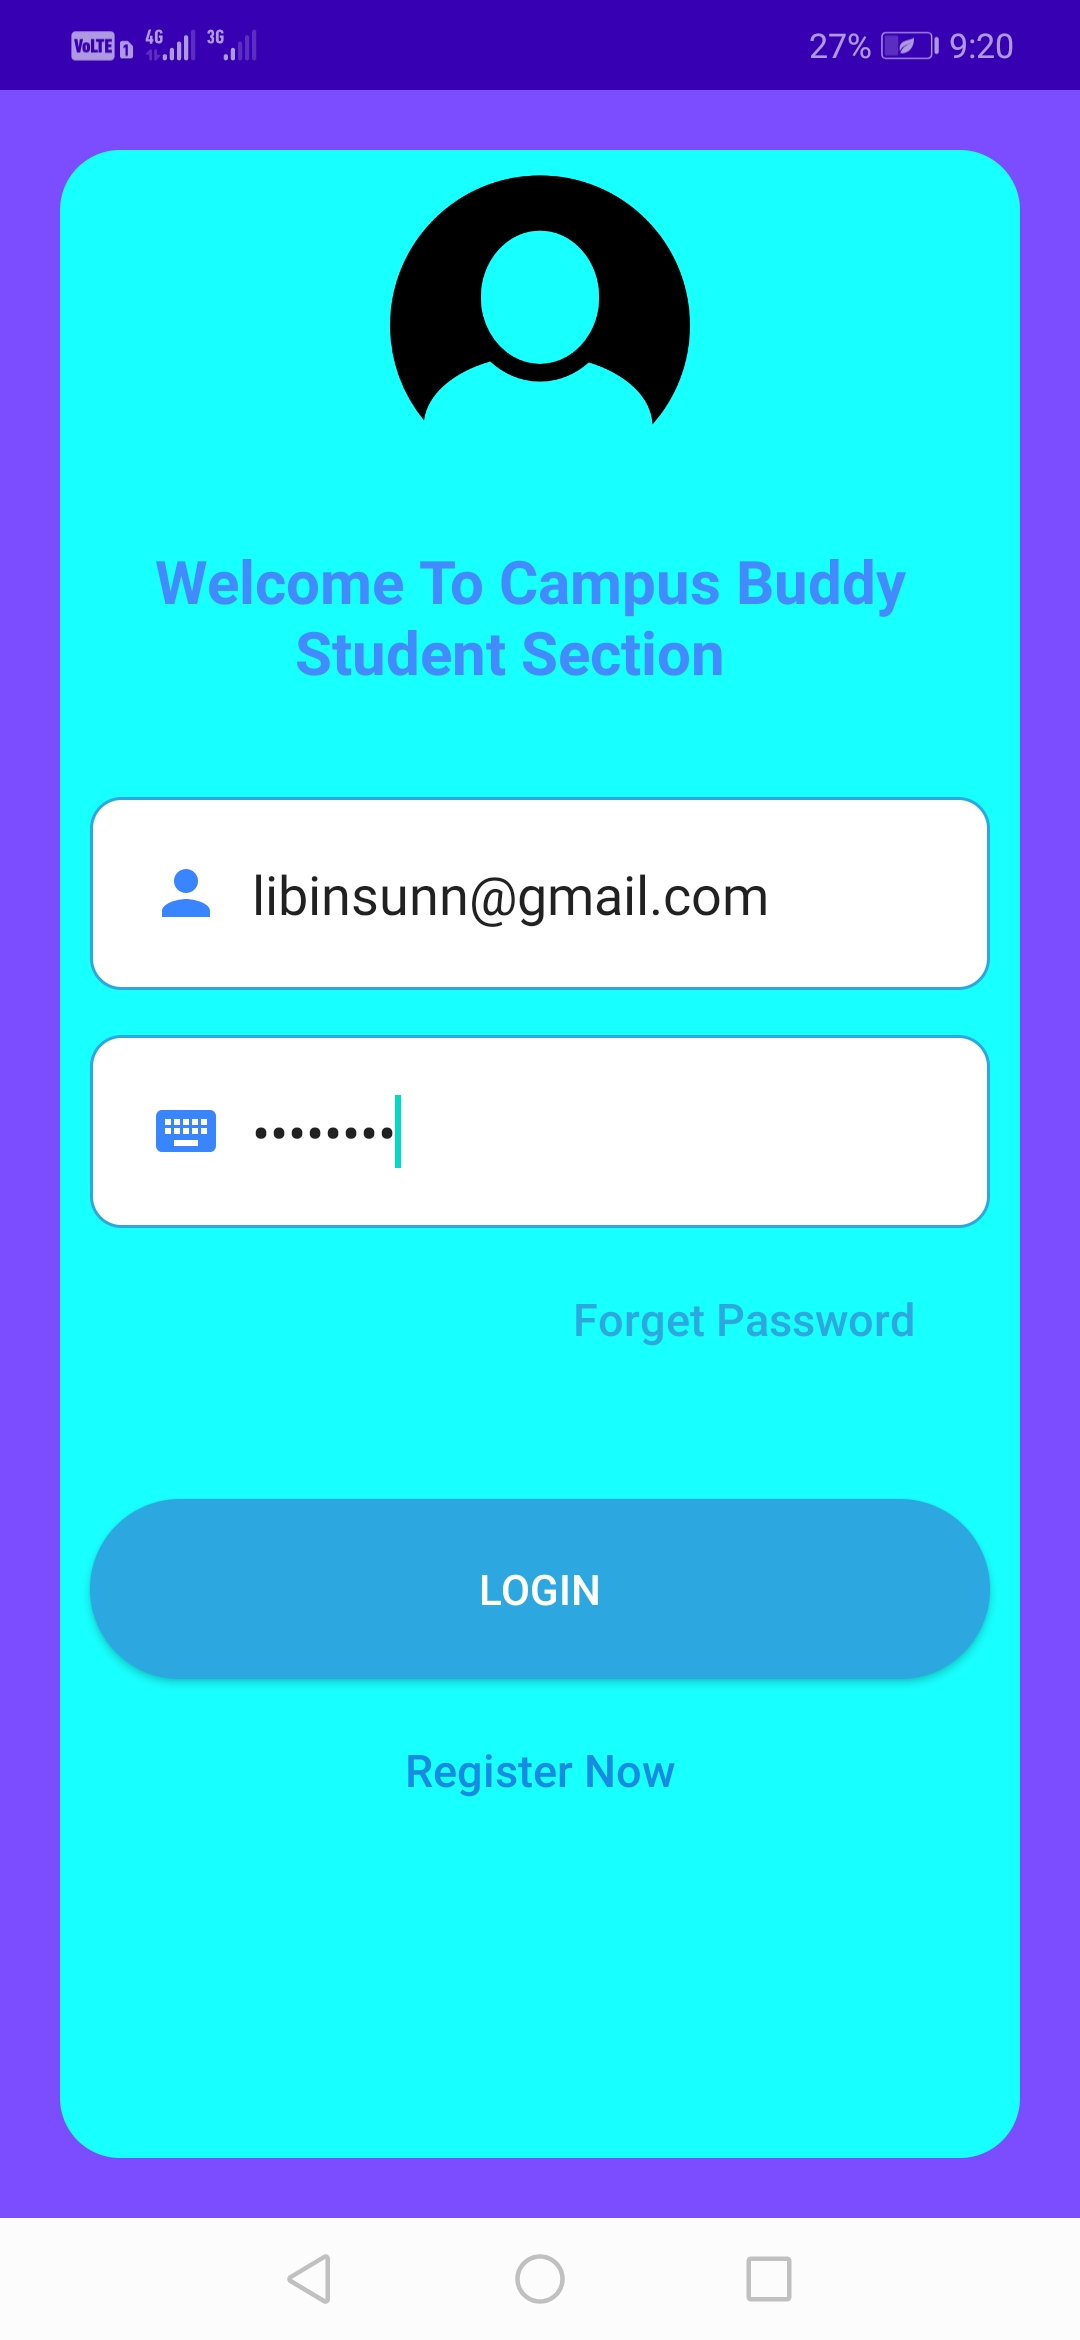 VoLTE 1 4G 3G 27% 9:20
Welcome To Campus Buddy
Student Section
libinsunn@gmail.com
••••••••
Forget Password
LOGIN
Register Now